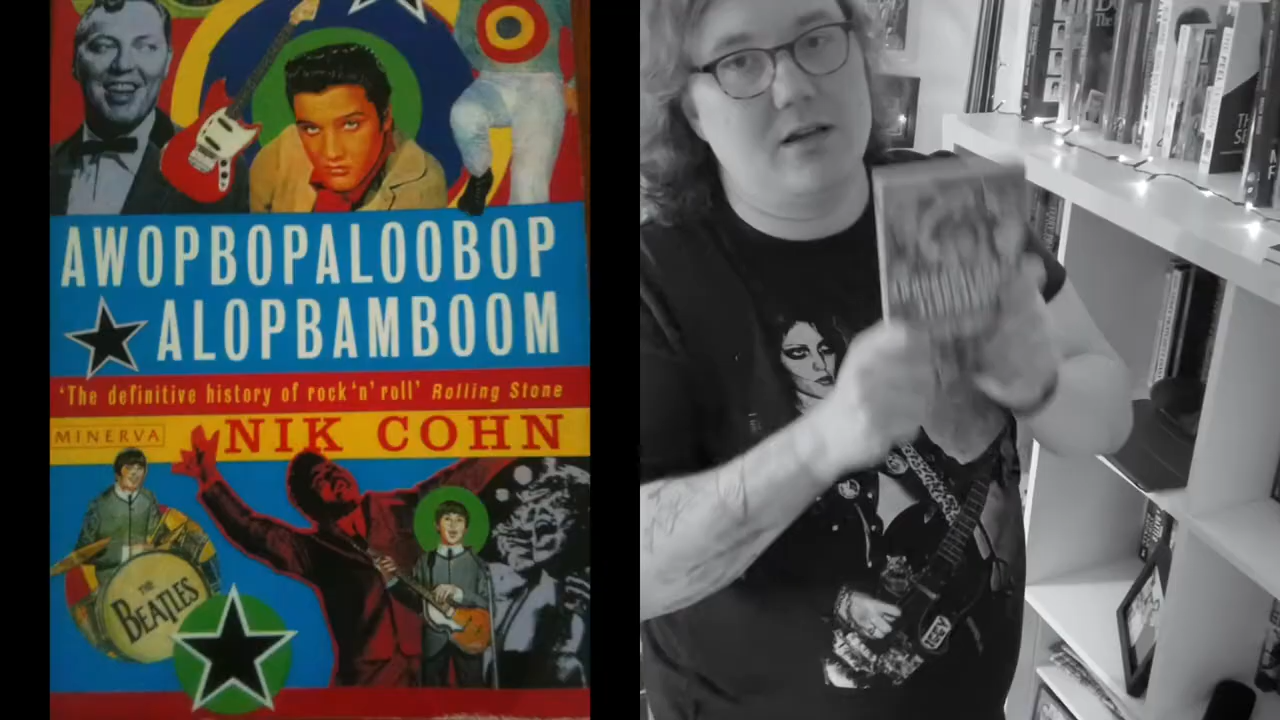 AWOPBOPALOOBOP
ALOPBAMBOOM
'The definitive history of rock 'n' roll' Rolling Stone
MINERVA
NIK COHN
THE
BEATLES